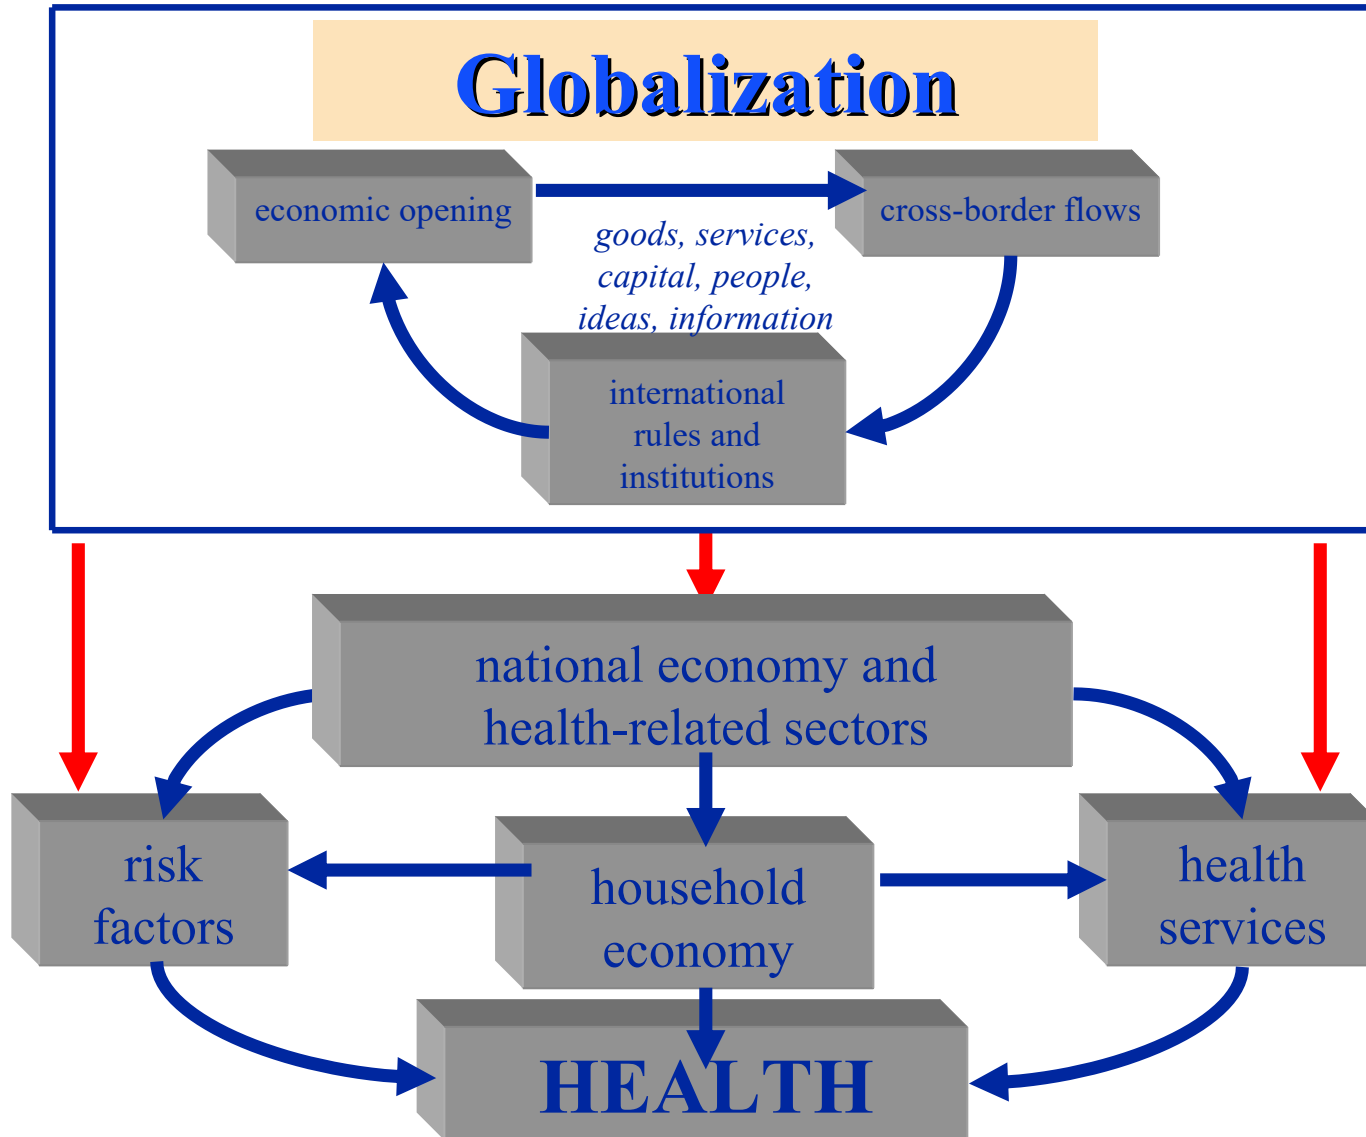 Globalization
economic opening
cross-border flows
goods, services,
capital, people,
ideas, information
international
rules and
institutions
national economy and
health-related sectors
risk
factors
household
economy
health
services
HEALTH